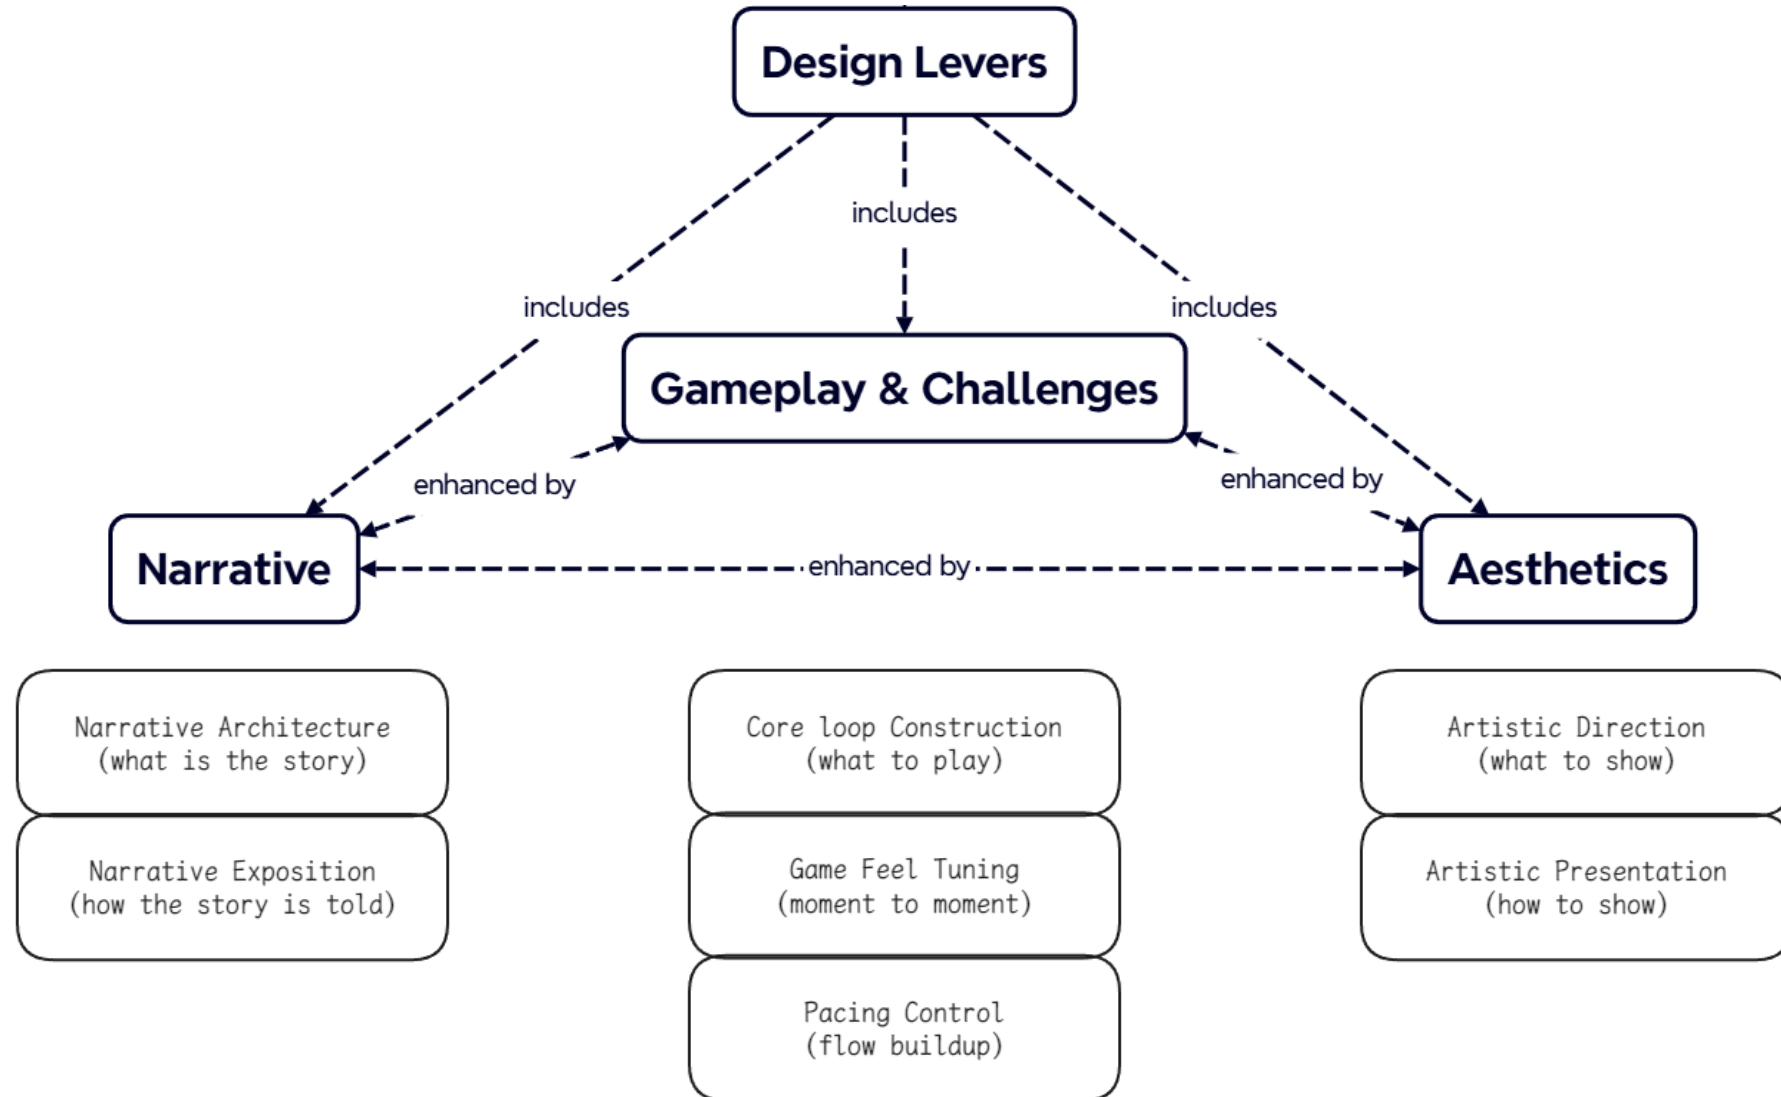 Design Levers
includes
includes
includes
Gameplay & Challenges
enhanced by
enhanced by
Narrative
enhanced by
Aesthetics
Narrative Architecture
(what is the story)
Core loop Construction
(what to play)
Artistic Direction
(what to show)
Narrative Exposition
(how the story is told)
Game Feel Tuning
(moment to moment)
Artistic Presentation
(how to show)
Pacing Control
(flow buildup)